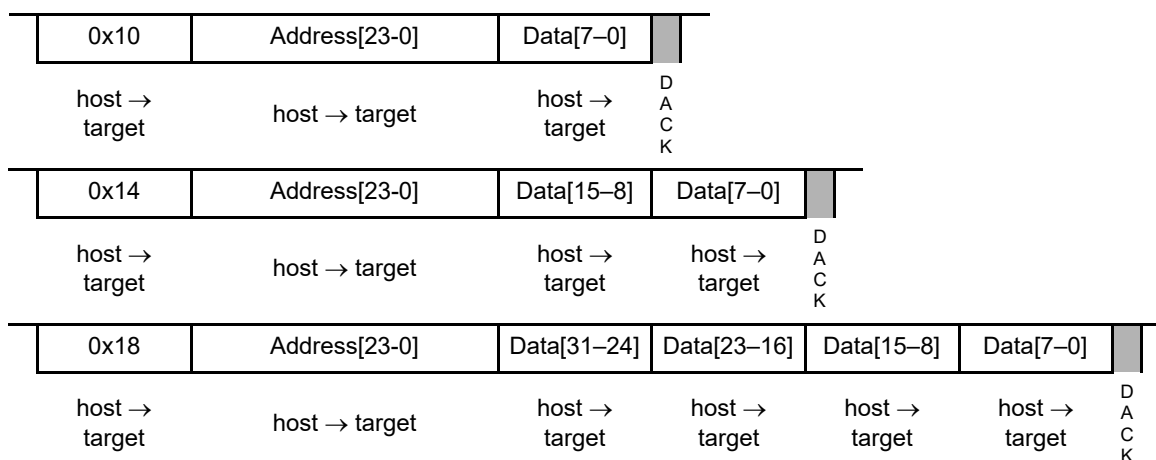 0x10 Address[23-0] Data[7–0]
host → target host → target host → target D A C K
0x14 Address[23-0] Data[15–8] Data[7–0]
host → target host → target host → target host → target D A C K
0x18 Address[23-0] Data[31–24] Data[23–16] Data[15–8] Data[7–0]
host → target host → target host → target host → target host → target host → target D A C K